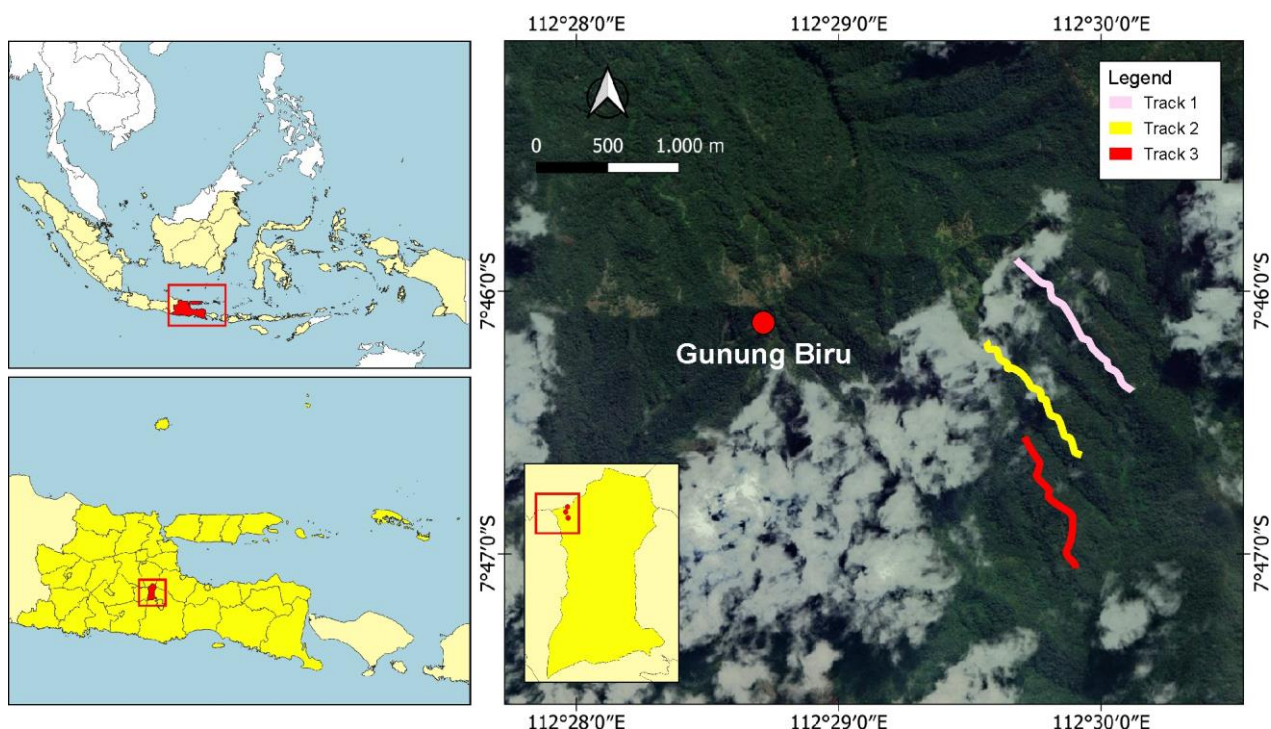 112°28′0″E 112°29′0″E 112°30′0″E
Legend
Track 1
Track 2
Track 3
0 500 1.000 m
7°46′0″S
7°46′0″S
Gunung Biru
7°47′0″S
7°47′0″S
112°28′0″E 112°29′0″E 112°30′0″E